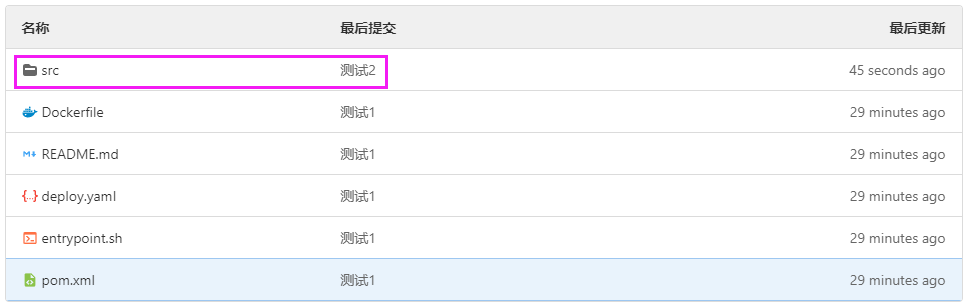 名称 最后提交 最后更新
src 测试2 45 seconds ago
Dockerfile 测试1 29 minutes ago
README.md 测试1 29 minutes ago
deploy.yaml 测试1 29 minutes ago
entrypoint.sh 测试1 29 minutes ago
pom.xml 测试1 29 minutes ago